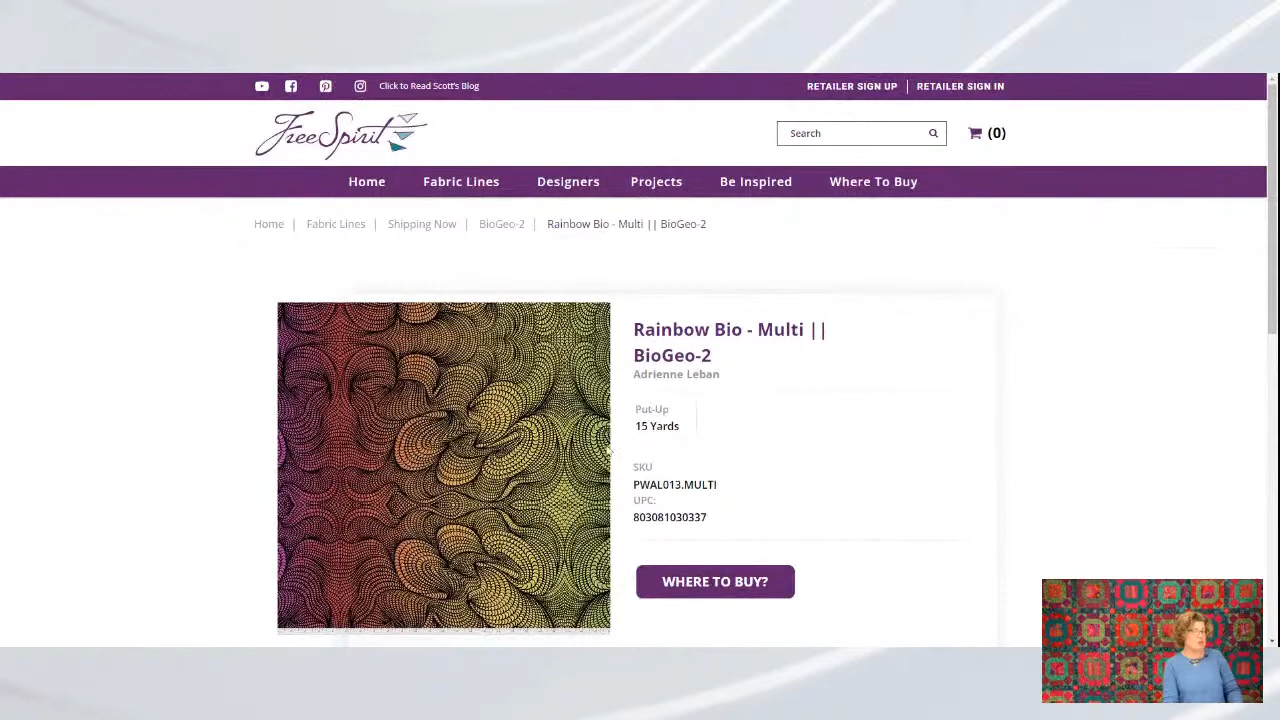 Click to Read Scott's Blog
RETAILER SIGN UP
RETAILER SIGN IN
FreeSpirit
Search
(0)
Home
Fabric Lines
Designers
Projects
Be Inspired
Where To Buy
Home | Fabric Lines | Shipping Now | BioGeo-2 | Rainbow Bio - Multi || BioGeo-2
Rainbow Bio - Multi ||
BioGeo-2
Adrienne Leban
Put-Up
15 Yards
SKU
PWAL013.MULTI
UPC:
803081030337
WHERE TO BUY?